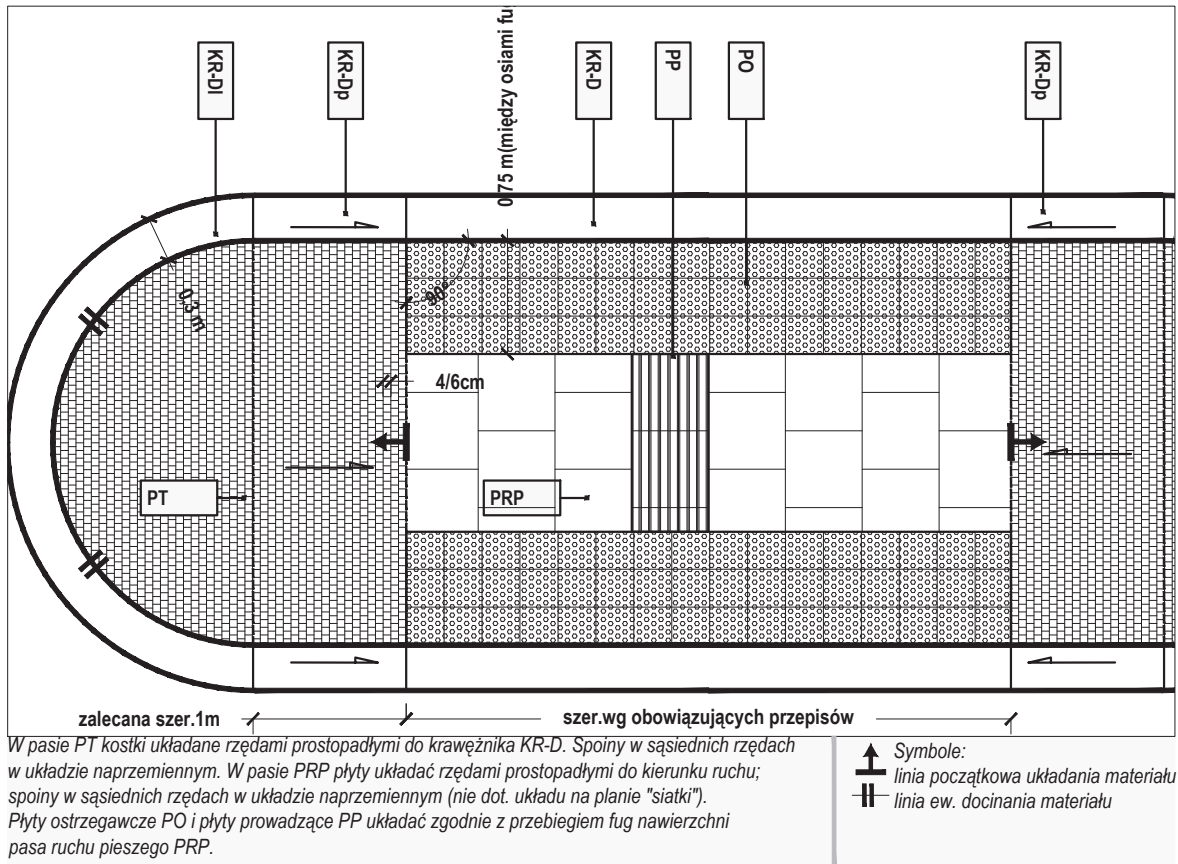 KR-Dl
KR-Dp
0,75 m(między osiami fu
KR-D
PP
PO
KR-Dp
0,3 m
90°
4/6cm
PT
PRP
zalecana szer.1m
szer.wg obowiązujących przepisów
W pasie PT kostki układane rzędami prostopadłymi do krawężnika KR-D. Spoiny w sąsiednich rzędach
w układzie naprzemiennym. W pasie PRP płyty układać rzędami prostopadłymi do kierunku ruchu;
spoiny w sąsiednich rzędach w układzie naprzemiennym (nie dot. układu na planie "siatki").
Płyty ostrzegawcze PO i płyty prowadzące PP układać zgodnie z przebiegiem fug nawierzchni
pasa ruchu pieszego PRP.
Symbole:
linia początkowa układania materiału
linia ew. docinania materiału